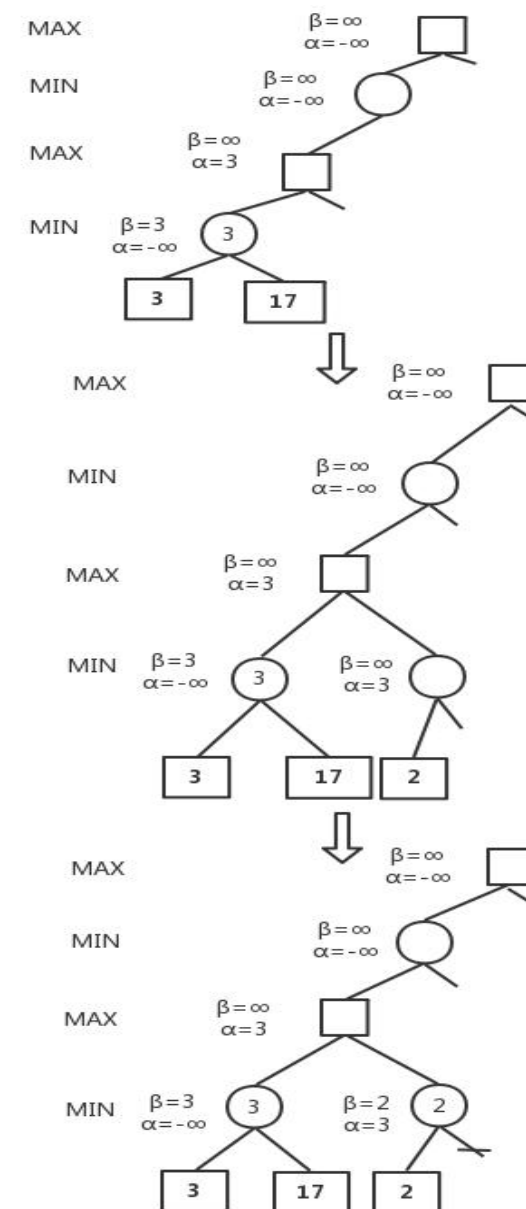 MAX
β=∞
α=-∞
MIN
β=∞
α=-∞
MAX
β=∞
α=3
MIN
β=3
α=-∞
3
3
17
MAX
β=∞
α=-∞
MIN
β=∞
α=-∞
MAX
β=∞
α=3
MIN
β=3
α=-∞
3
β=∞
α=3
3
17
2
MAX
β=∞
α=-∞
MIN
β=∞
α=-∞
MAX
β=∞
α=3
MIN
β=3
α=-∞
3
β=2
α=3
2
3
17
2